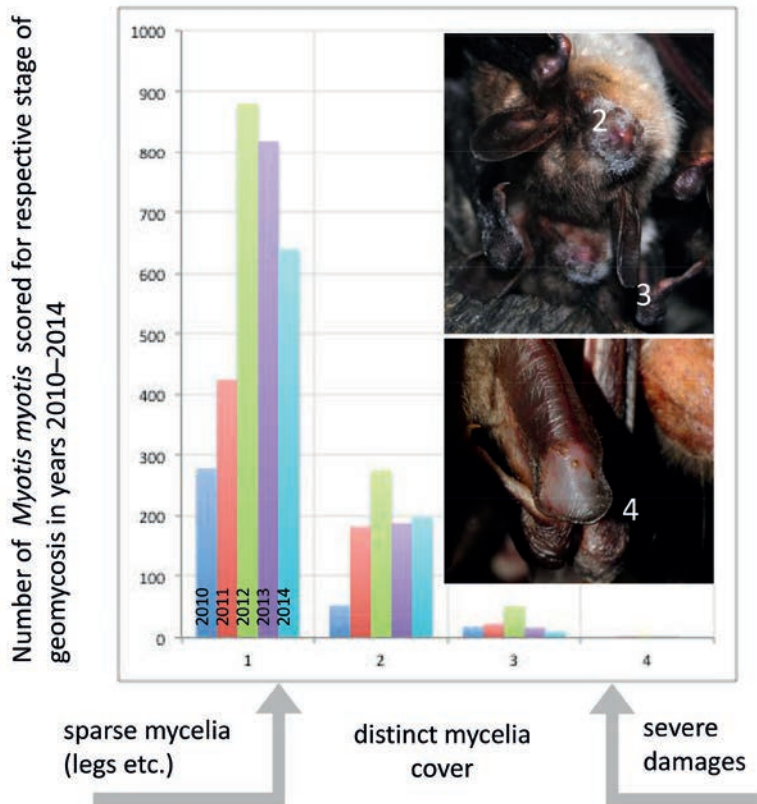 Number of Myotis myotis scored for respective stage of
geomycosis in years 2010–2014
1000
900
800
700
600
500
400
300
200
100
0
2010
2011
2012
2013
2014
2
3
4
1
2
3
4
sparse mycelia
(legs etc.)
distinct mycelia
cover
severe
damages